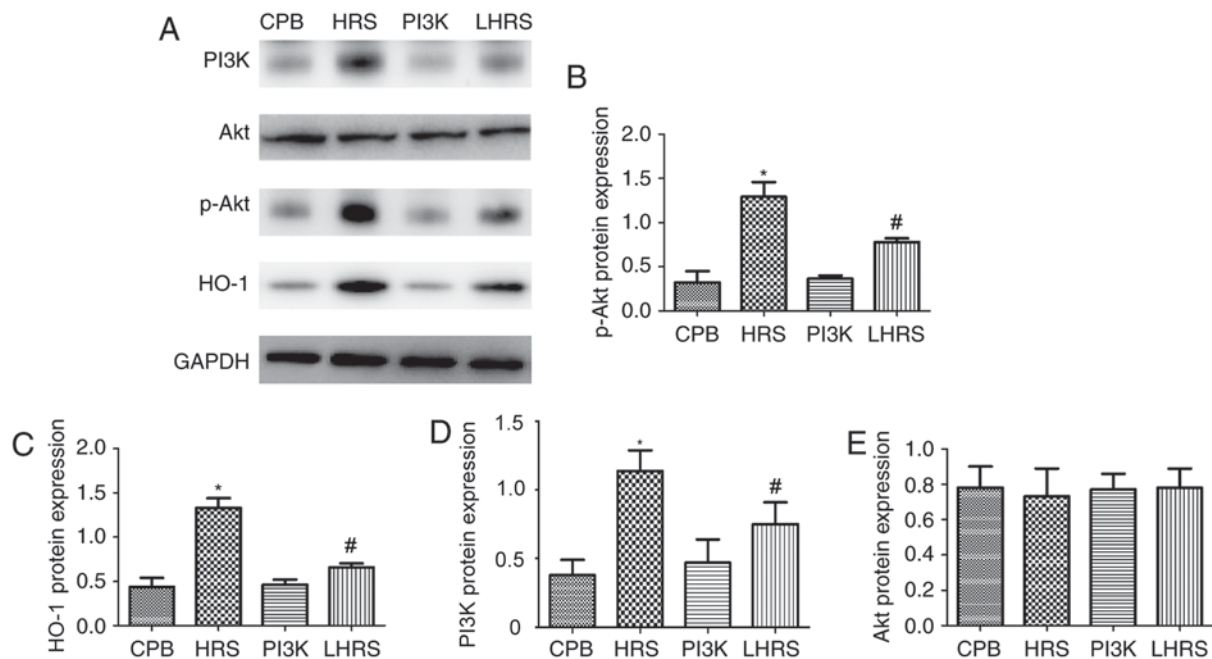 A
CPB HRS PI3K LHRS
PI3K
Akt
p-Akt
HO-1
GAPDH
B
p-Akt protein expression
2.0
1.5
1.0
0.5
0.0
*
#
CPB HRS PI3K LHRS
C
HO-1 protein expression
2.0
1.5
1.0
0.5
0.0
*
#
CPB HRS PI3K LHRS
D
PI3K protein expression
1.5
1.0
0.5
0
*
#
CPB HRS PI3K LHRS
E
Akt protein expression
1.0
0.8
0.6
0.4
0.2
0.0
CPB HRS PI3K LHRS